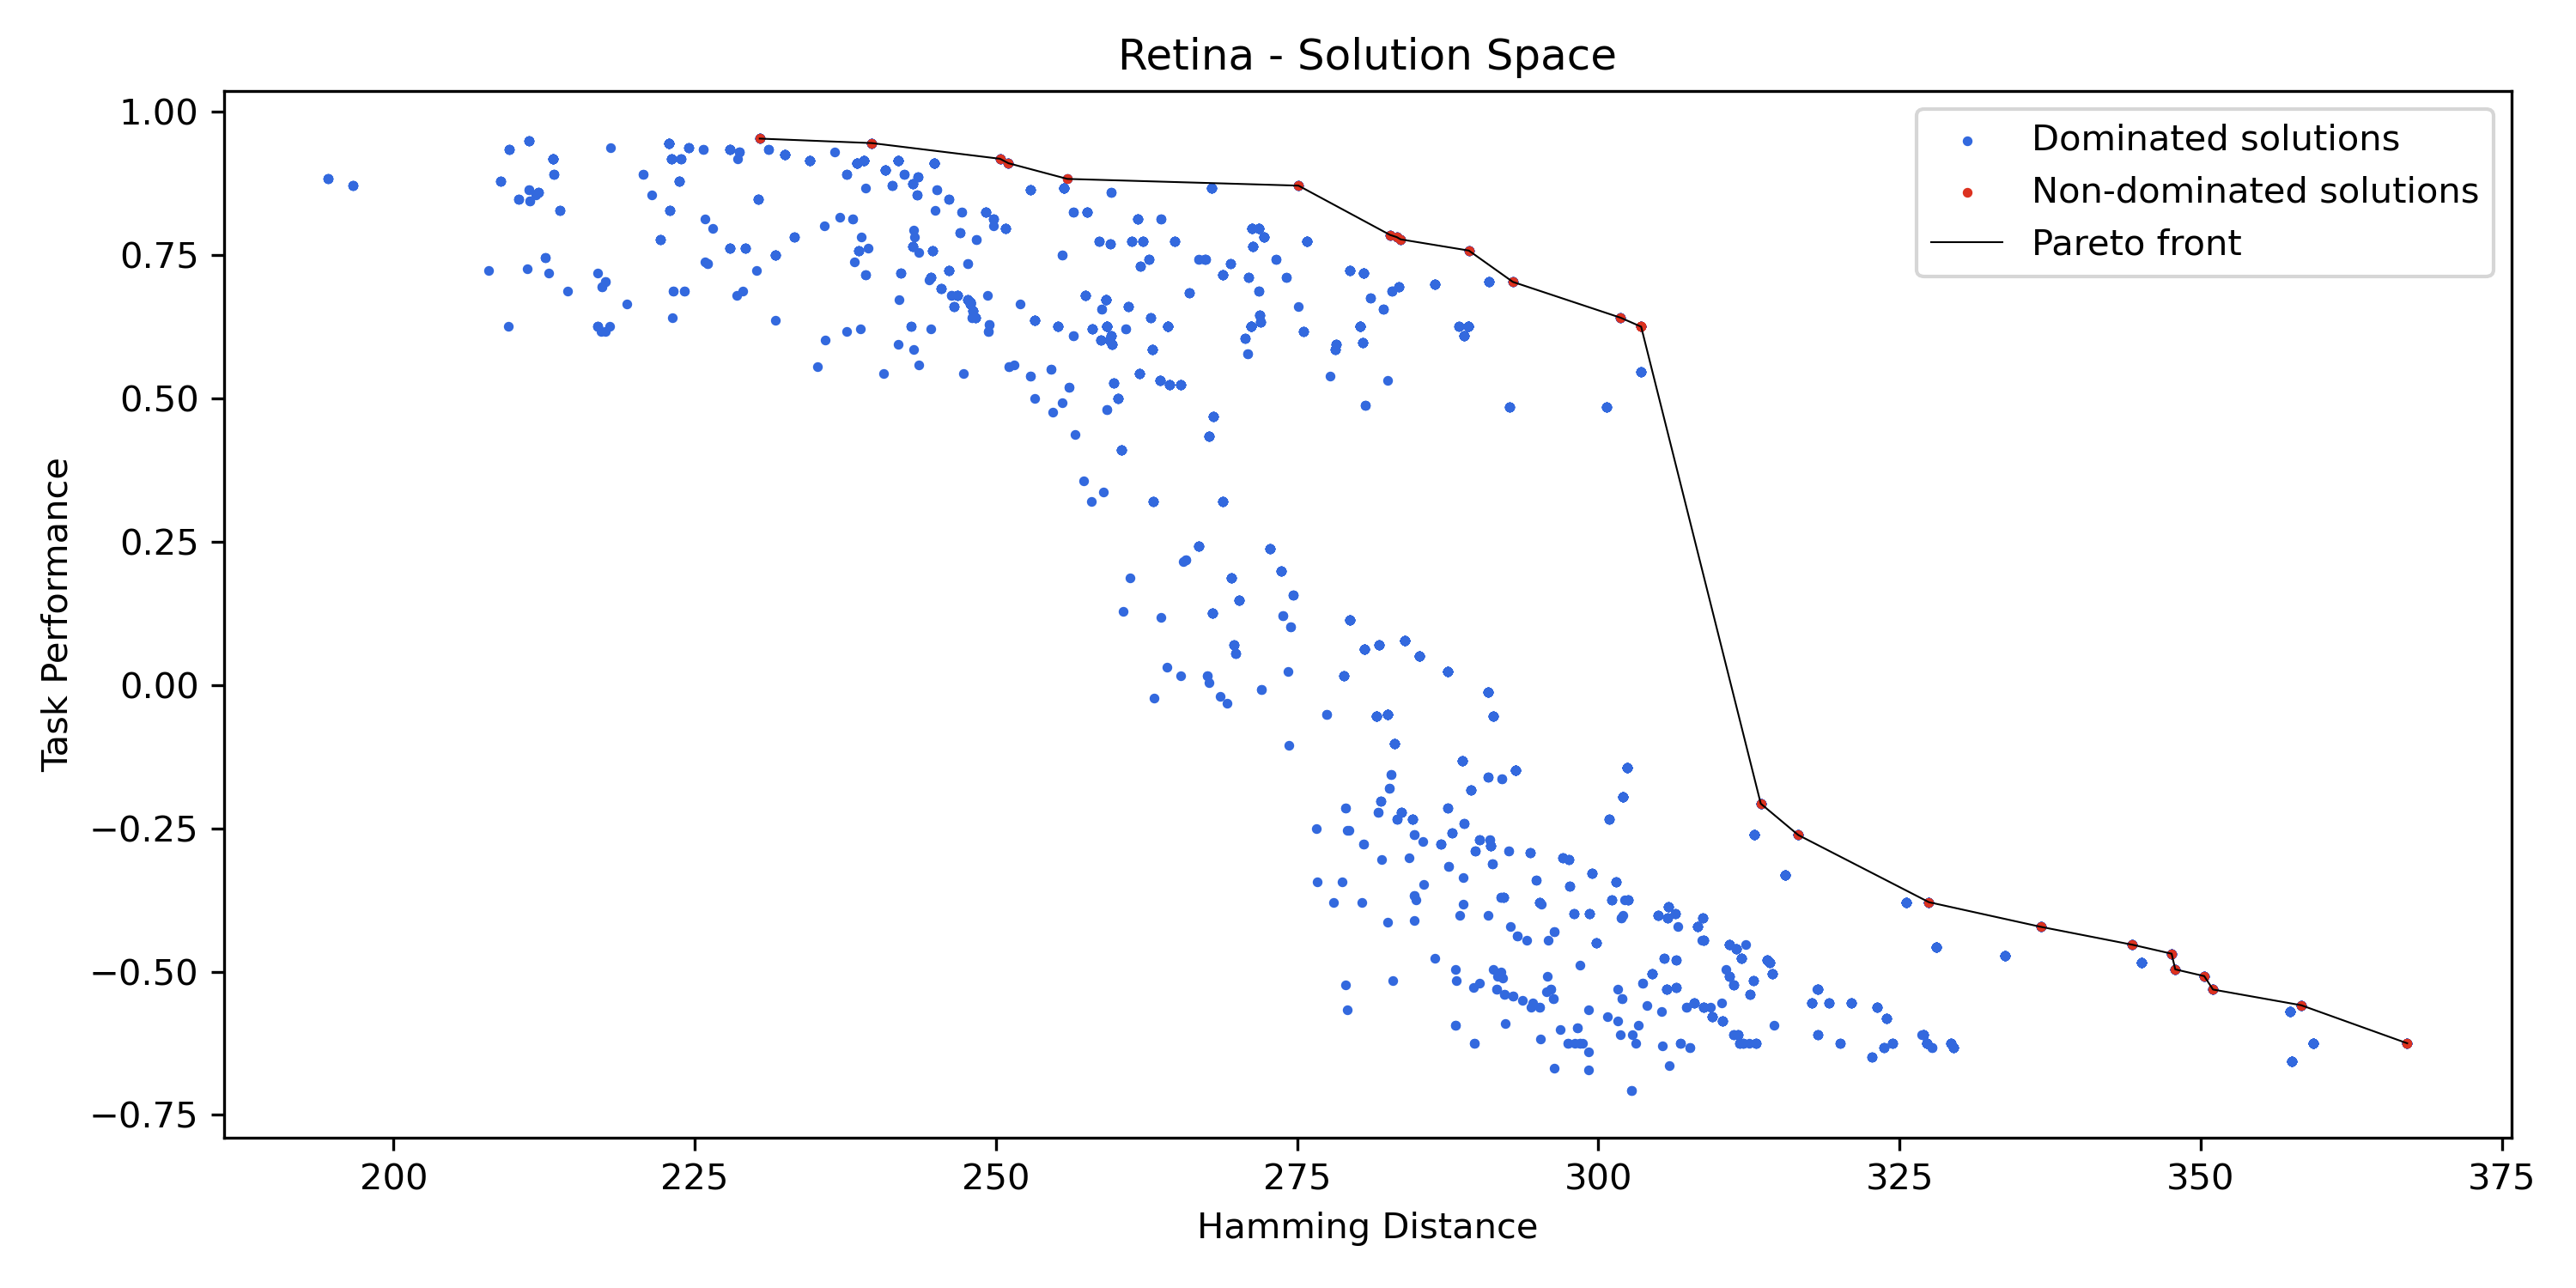 Retina - Solution Space
Dominated solutions
Non-dominated solutions
Pareto front
Task Performance
1.00
0.75
0.50
0.25
0.00
−0.25
−0.50
−0.75
200 225 250 275 300 325 350 375
Hamming Distance